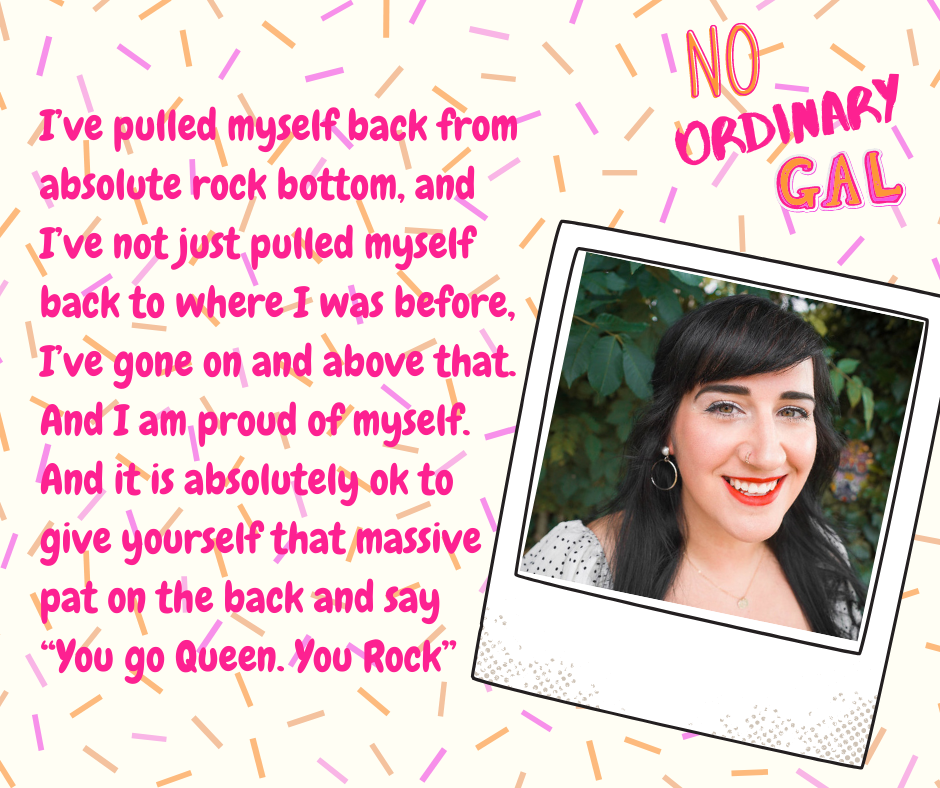 NO
ORDINARY
GAL
I’ve pulled myself back from
absolute rock bottom, and
I’ve not just pulled myself
back to where I was before,
I’ve gone on and above that.
And I am proud of myself.
And it is absolutely ok to
give yourself that massive
pat on the back and say
“You go Queen. You Rock”